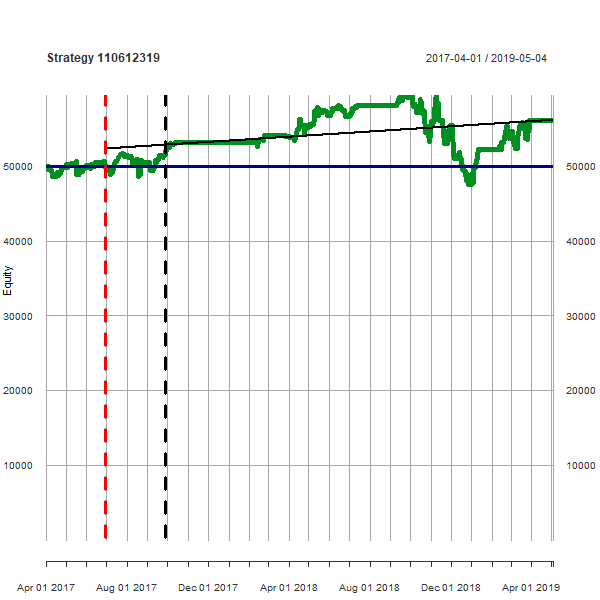 Strategy 110612319
2017-04-01 / 2019-05-04
Equity
50000
40000
30000
20000
10000
50000
40000
30000
20000
10000
Apr 01 2017
Aug 01 2017
Dec 01 2017
Apr 01 2018
Aug 01 2018
Dec 01 2018
Apr 01 2019